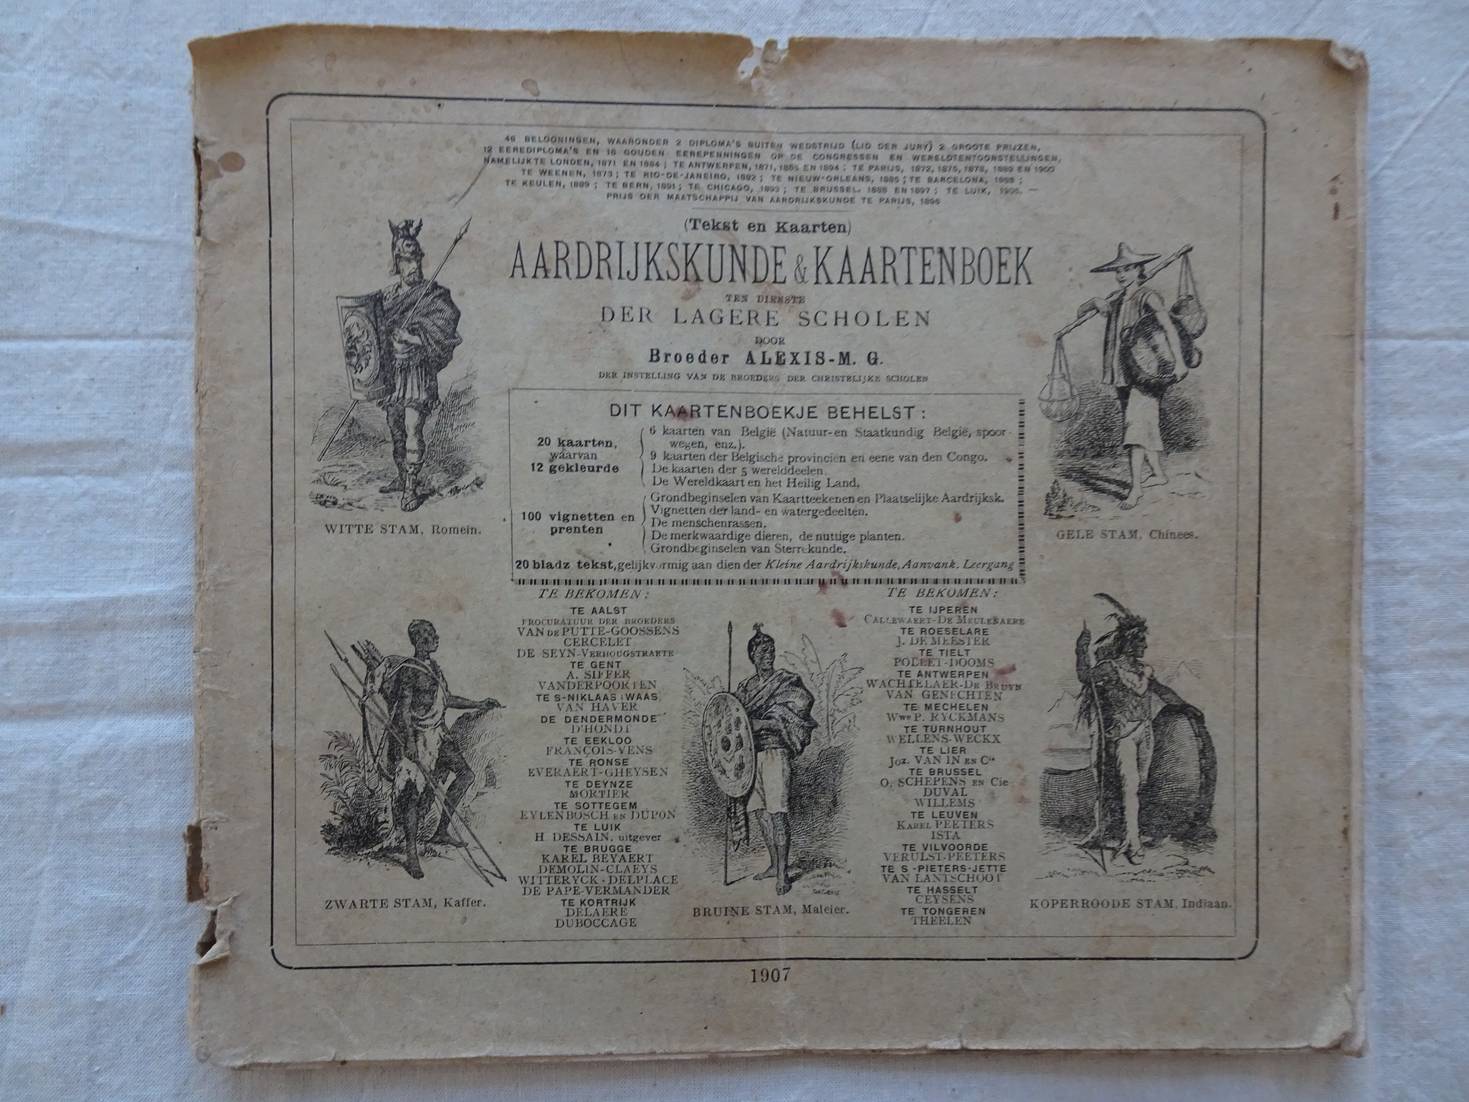 46 BELOONINGEN, WAARONDER 2 DIPLOMA'S BUITEN WEDSTRIJD (LID DER JURY) 2 GROOTE PRIJZEN,
12 EEREDIPLOMA'S EN 16 GOUDEN EEREPENNINGEN OP DE CONGRESSEN EN WERELDTENTOONSTELLINGEN,
NAMELIJK TE LONDEN, 1871 EN 1884 ; TE ANTWERPEN, 1871, 1885 EN 1894 ; TE PARIJS, 1872, 1875, 1878, 1889 EN 1900
TE WEENEN, 1873 ; TE RIO-DE-JANEIRO, 1882 ; TE NIEUW-ORLEANS, 1885 ; TE BARCELONA, 1888 ;
TE KEULEN, 1889 ; TE BERN, 1891 ; TE CHICAGO, 1893 ; TE BRUSSEL, 1888 EN 1897 ; TE LUIK, 1905. —
PRIJS DER MAATSCHAPPIJ VAN AARDRIJKSKUNDE TE PARIJS, 1896
(Tekst en Kaarten)
AARDRIJKSKUNDE & KAARTENBOEK
TEN DIENSTE
DER LAGERE SCHOLEN
DOOR
Broeder ALEXIS-M. G.
DER INSTELLING VAN DE BROEDERS DER CHRISTELIJKE SCHOLEN
DIT KAARTENBOEKJE BEHELST :
20 kaarten,
waarvan
12 gekleurde
6 kaarten van België (Natuur-en Staatkundig België, spoor-
wegen, enz.).
9 kaarten der Belgische provincien en eene van den Congo.
De kaarten der 5 werelddeelen.
De Wereldkaart en het Heilig Land.
100 vignetten en
prenten
Grondbeginselen van Kaartteekenen en Plaatselijke Aardrijksk.
Vignetten der land- en watergedeelten.
De menschenrassen.
De merkwaardige dieren, de nuttige planten.
Grondbeginselen van Sterrekunde.
20 bladz tekst, gelijkvormig aan dien der Kleine Aardrijkskunde, Aanvank. Leergang
WITTE STAM, Romein.
GELE STAM, Chinees.
TE BEKOMEN:
TE AALST
PROCURATUUR DER BROEDERS
VAN DE PUTTE-GOOSSENS
CERCELET
DE SEYN-VERHOUGSTRAETE
TE GENT
A. SIFFER
VANDERPOORTEN
TE S-NIKLAAS (WAAS)
VAN HAVER
DE DENDERMONDE
D'HONDT
TE EEKLOO
FRANÇOIS-VENS
TE RONSE
EVERAERT-GHEYSEN
TE DEYNZE
MORTIER
TE SOTTEGEM
EYLENBOSCH EN DUPON
TE LUIK
H DESSAIN, uitgever
TE BRUGGE
KAREL BEYAERT
DEMOLIN-CLAEYS
WITTERYCK-DELPLACE
DE PAPE-VERMANDER
TE KORTRIJK
DELAERE
DUBOCCAGE
TE BEKOMEN:
TE IJPEREN
CALLEWAERT-DE MEULENAERE
TE ROESELARE
J. DE MEESTER
TE TIELT
POLLET-DOOMS
TE ANTWERPEN
WACHTELAER-DE BRUYN
VAN GENECHTEN
TE MECHELEN
Wwe P. RYCKMANS
TE TURNHOUT
WELLENS-WECKX
TE LIER
Joz. VAN IN EN Cie
TE BRUSSEL
O. SCHEPENS EN Cie
DUVAL
WILLEMS
TE LEUVEN
KAREL PEETERS
ISTA
TE VILVOORDE
VERULST-PEETERS
TE S-PIETERS-JETTE
VAN LANTSCHOOT
TE HASSELT
CEYSENS
TE TONGEREN
THEELEN
ZWARTE STAM, Kaffer.
BRUINE STAM, Maleier.
KOPERROODE STAM, Indiaan.
1907